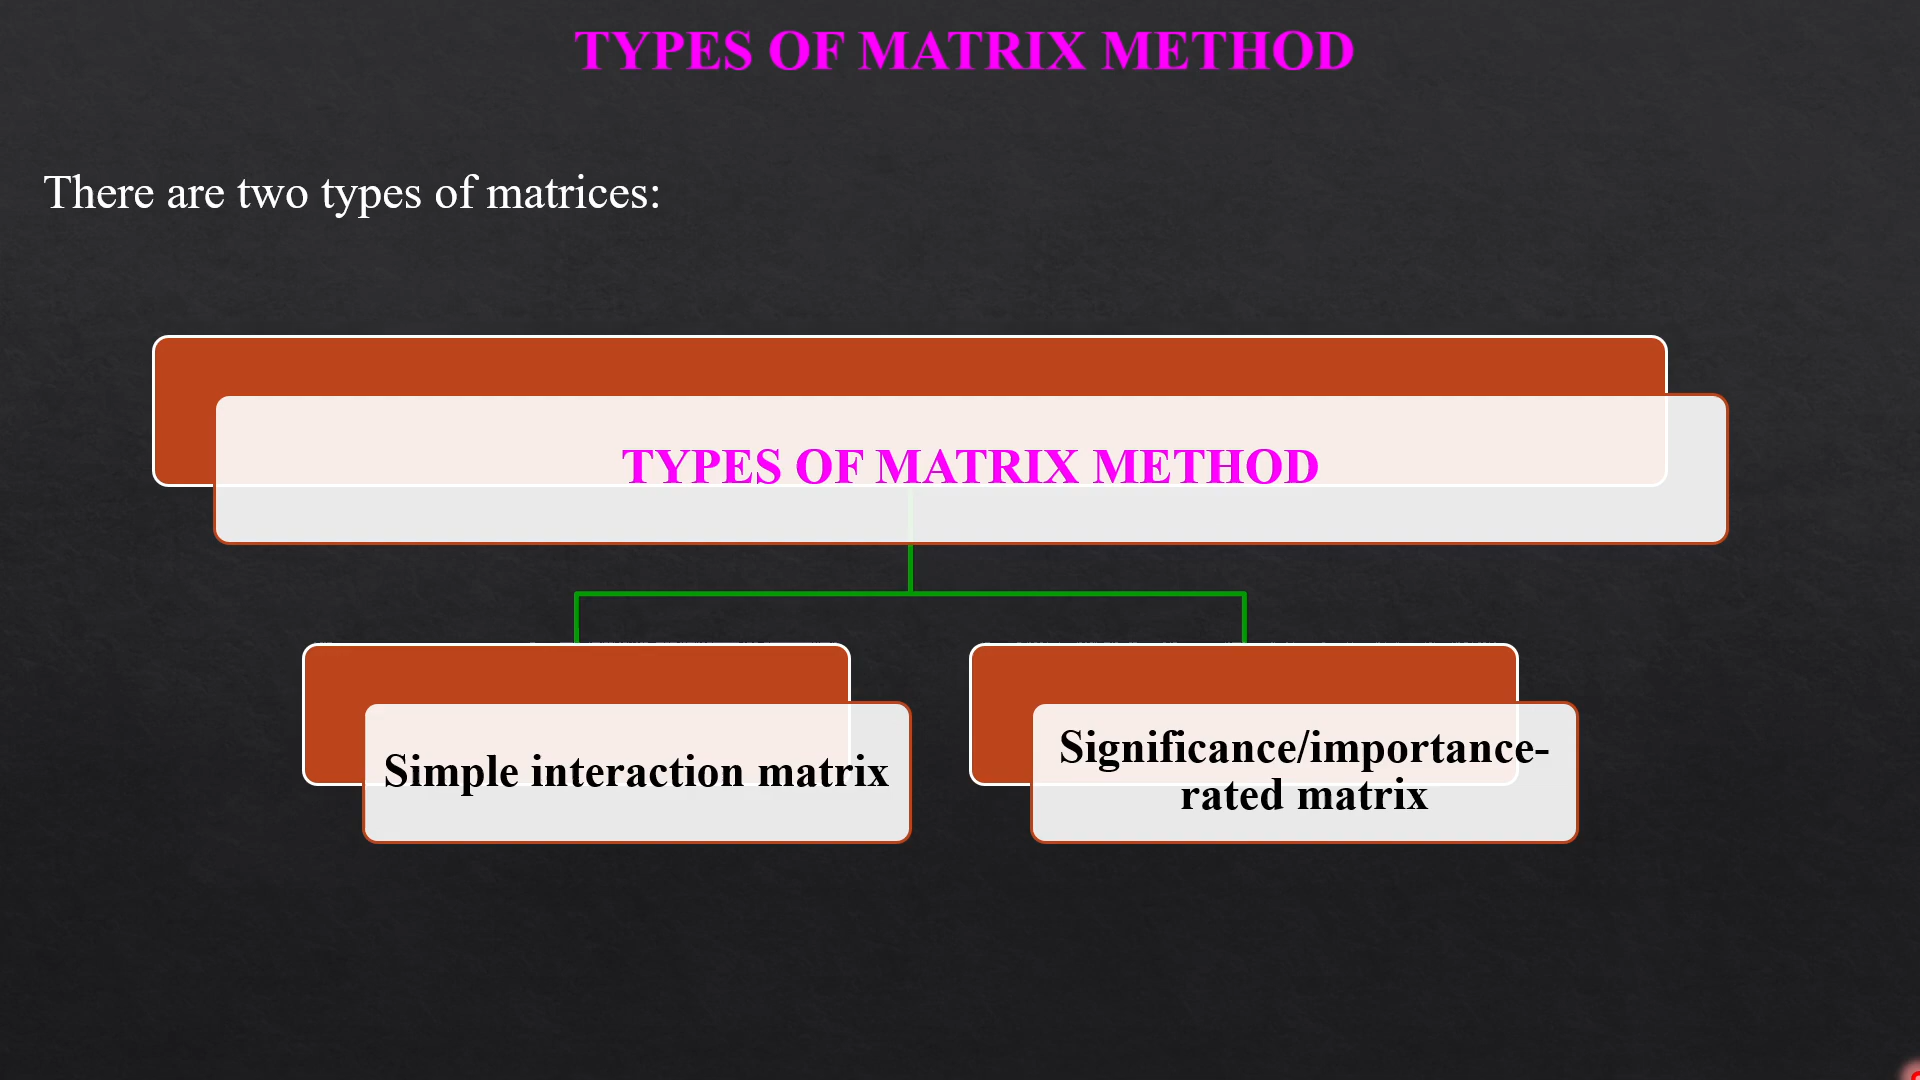 TYPES OF MATRIX METHOD
There are two types of matrices:
TYPES OF MATRIX METHOD
Simple interaction matrix
Significance/importance-
rated matrix